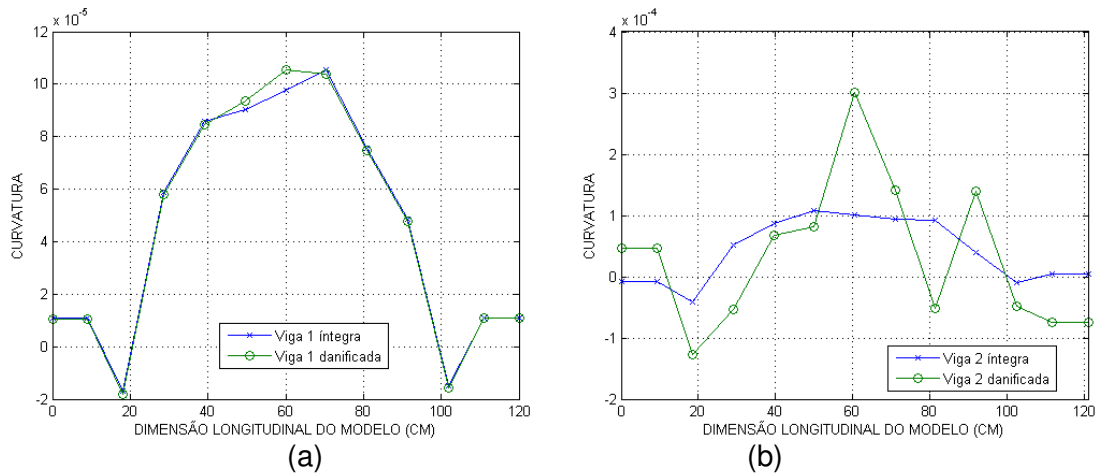 x 10⁻⁵
12
10
8
6
4
2
0
-2
0 20 40 60 80 100 120
CURVATURA
DIMENSÃO LONGITUDINAL DO MODELO (CM)
Viga 1 íntegra
Viga 1 danificada
(a)
x 10⁻⁴
4
3
2
1
0
-1
-2
0 20 40 60 80 100 120
CURVATURA
DIMENSÃO LONGITUDINAL DO MODELO (CM)
Viga 2 íntegra
Viga 2 danificada
(b)